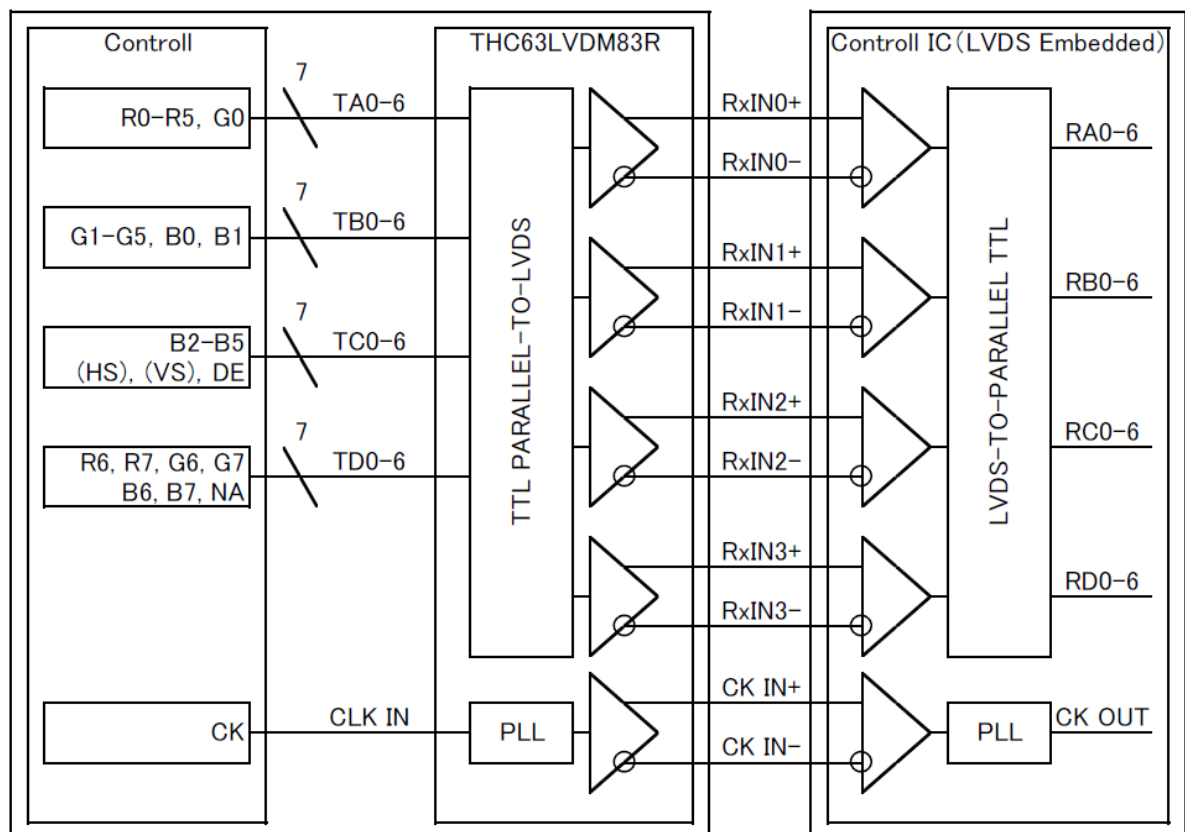 Controll
THC63LVDM83R
Controll IC(LVDS Embedded)
R0-R5, G0
7
TA0-6
RxIN0+
RxIN0-
RA0-6
G1-G5, B0, B1
7
TB0-6
RxIN1+
RxIN1-
RB0-6
B2-B5
(HS), (VS), DE
7
TC0-6
RxIN2+
RxIN2-
RC0-6
R6, R7, G6, G7
B6, B7, NA
7
TD0-6
RxIN3+
RxIN3-
RD0-6
TTL PARALLEL-TO-LVDS
LVDS-TO-PARALLEL TTL
CK
CLK IN
PLL
CK IN+
CK IN-
PLL
CK OUT